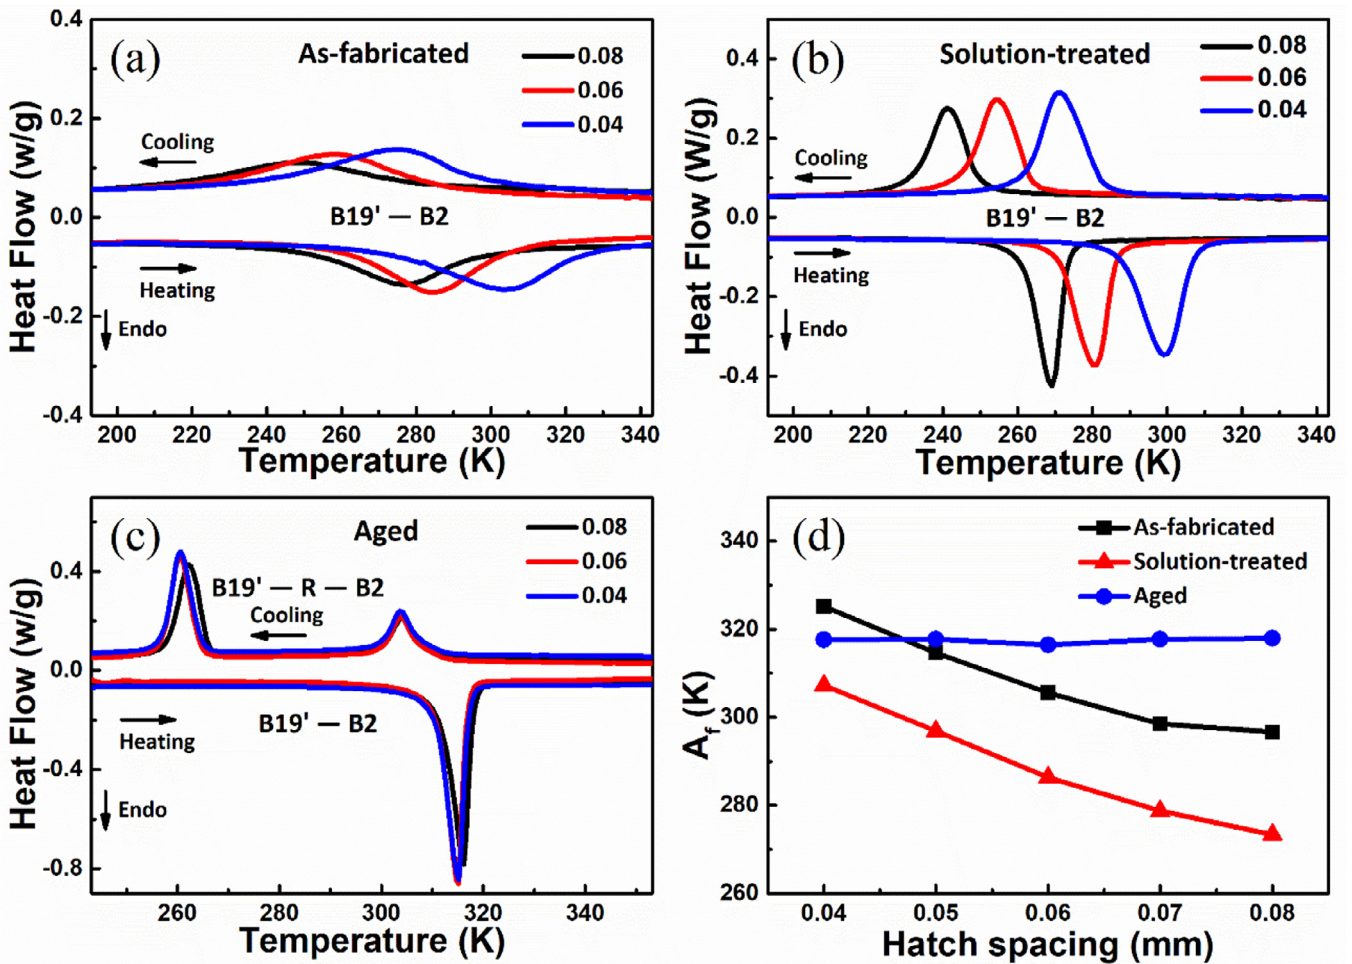 (a)
As-fabricated
0.08
0.06
0.04
Cooling
B19' — B2
Heating
Endo
Heat Flow (w/g)
0.4
0.2
0.0
-0.2
-0.4
200 220 240 260 280 300 320 340
Temperature (K)
(b)
Solution-treated
0.08
0.06
0.04
Cooling
B19' — B2
Heating
Endo
Heat Flow (W/g)
0.4
0.2
0.0
-0.2
-0.4
200 220 240 260 280 300 320 340
Temperature (K)
(c)
Aged
0.08
0.06
0.04
B19' — R — B2
Cooling
B19' — B2
Heating
Endo
Heat Flow (w/g)
0.4
0.0
-0.4
-0.8
260 280 300 320 340
Temperature (K)
(d)
As-fabricated
Solution-treated
Aged
Af (K)
340
320
300
280
260
0.04 0.05 0.06 0.07 0.08
Hatch spacing (mm)